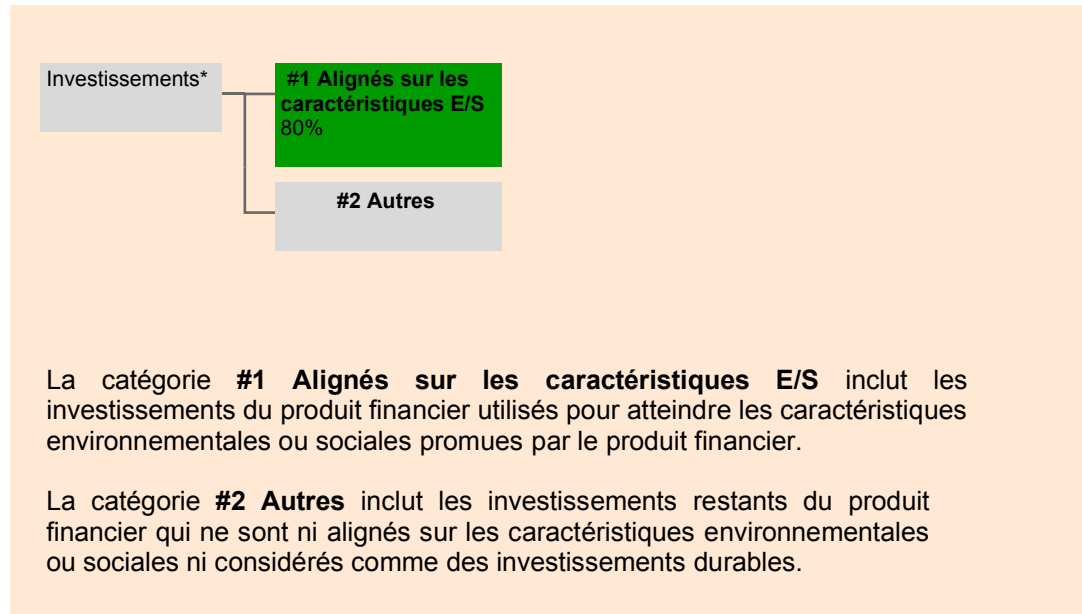 Investissements*
#1 Alignés sur les
caractéristiques E/S
80%
#2 Autres
La catégorie #1 Alignés sur les caractéristiques E/S inclut les
investissements du produit financier utilisés pour atteindre les caractéristiques
environnementales ou sociales promues par le produit financier.
La catégorie #2 Autres inclut les investissements restants du produit
financier qui ne sont ni alignés sur les caractéristiques environnementales
ou sociales ni considérés comme des investissements durables.